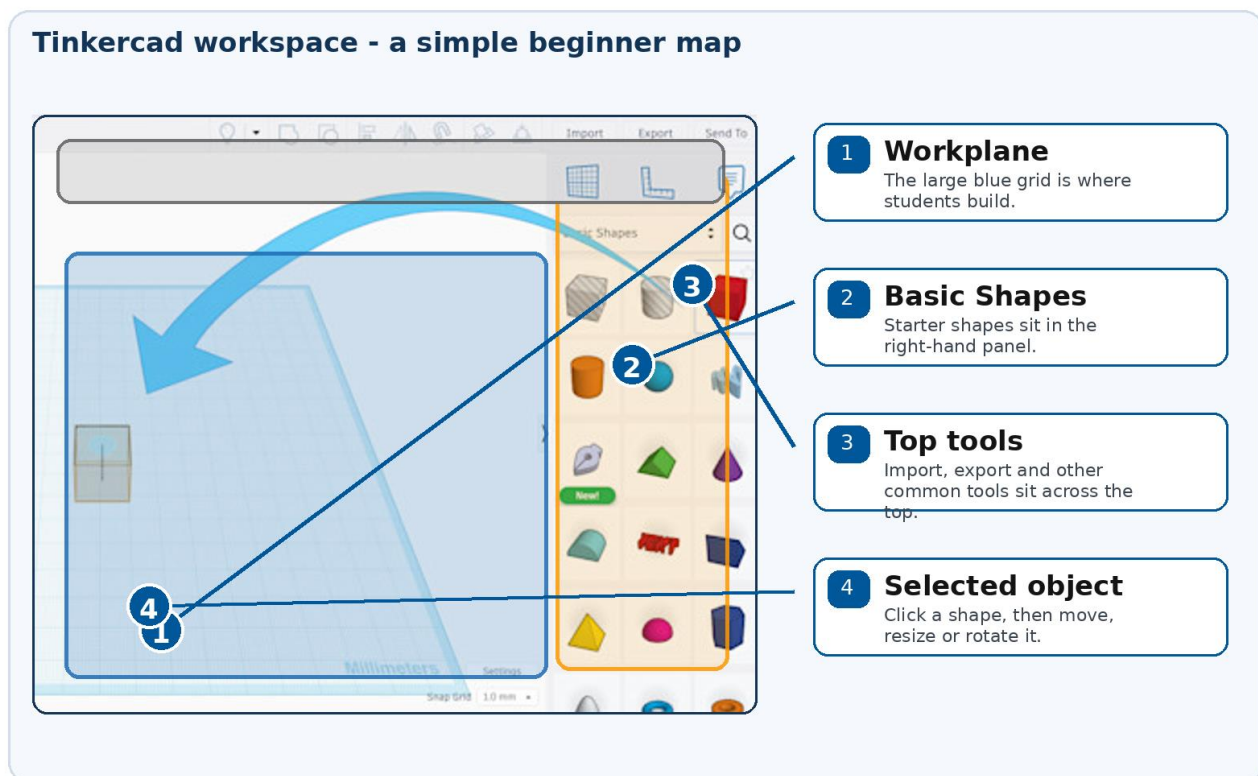 Tinkercad workspace - a simple beginner map
Import Export Send To
Shapes
New!
TEXT
Millimeters
Settings
Snap Grid 1.0 mm
3
2
4
1
1 Workplane
The large blue grid is where
students build.
2 Basic Shapes
Starter shapes sit in the
right-hand panel.
3 Top tools
Import, export and other
common tools sit across the
top.
4 Selected object
Click a shape, then move,
resize or rotate it.